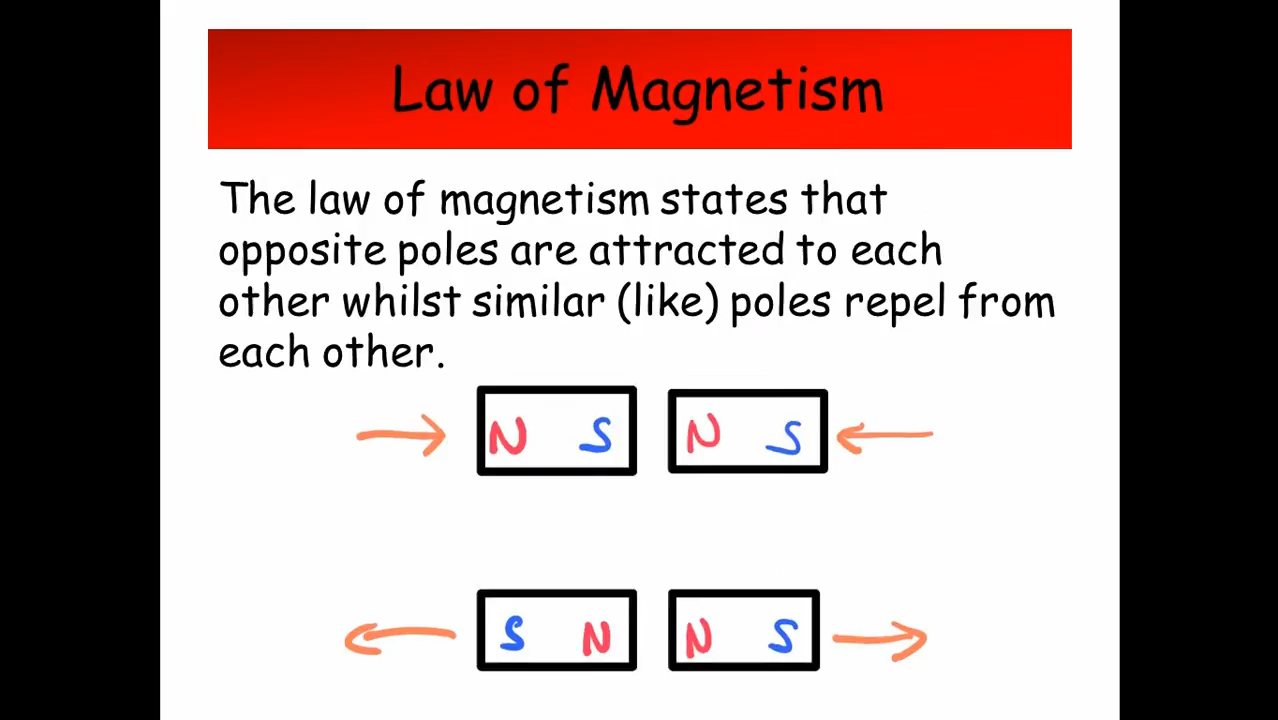 Law of Magnetism
The law of magnetism states that
opposite poles are attracted to each
other whilst similar (like) poles repel from
each other.
N S N S
S N N S